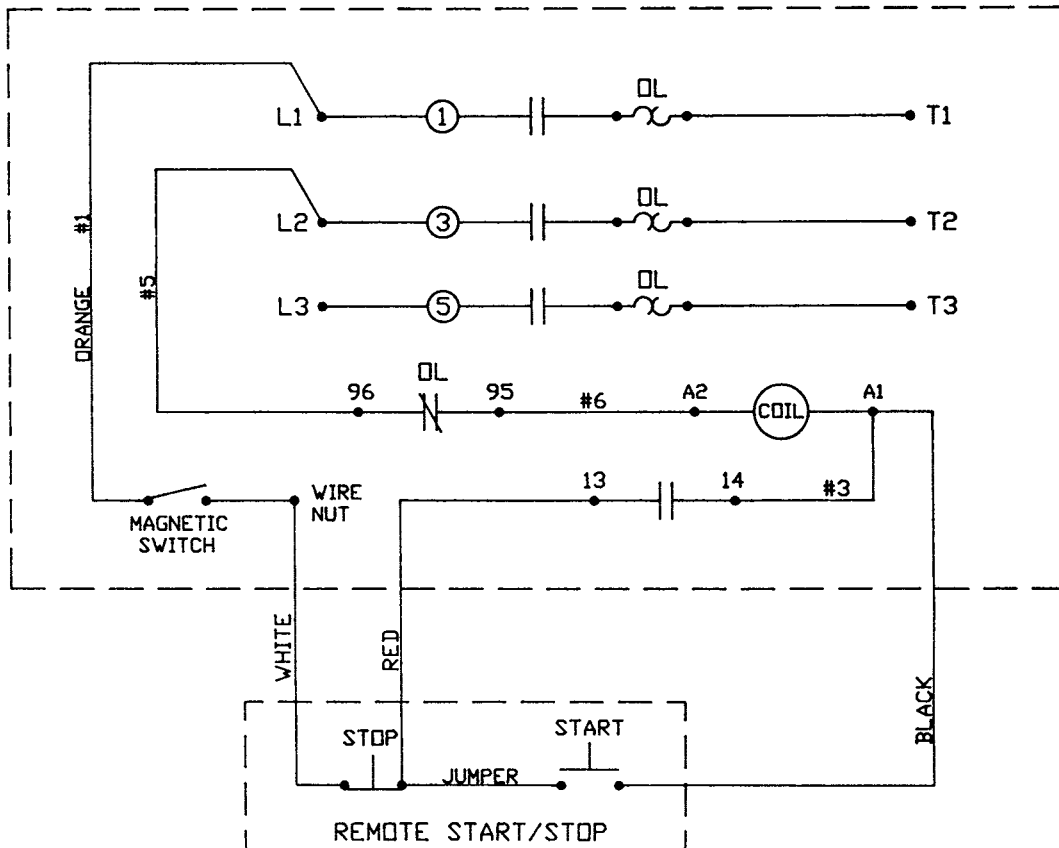 OL
L1 1 T1
OL
L2 3 T2
OL
L3 5 T3
#1
ORANGE
#5
96 OL 95 #6 A2 COIL A1
13 14 #3
WIRE
NUT
MAGNETIC
SWITCH
WHITE
RED
BLACK
STOP
START
JUMPER
REMOTE START/STOP